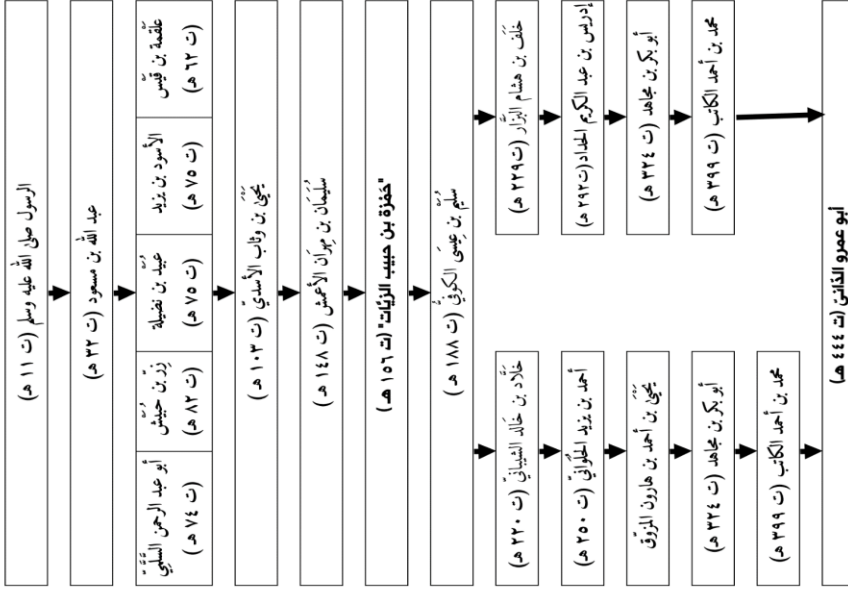 الرسول صلى الله عليه وسلم (ت ١١ هـ)
عبد الله بن مسعود (ت ٣٢ هـ)
علقمة بن قيس
(ت ٦٢ هـ)
الأسود بن يزيد
(ت ٧٥ هـ)
عبيد بن نضيلة
(ت ٧٥ هـ)
زر بن حبيش
(ت ٨٢ هـ)
أبو عبد الرحمن السلمي
(ت ٧٤ هـ)
يحيى بن وثاب الأسدي (ت ١٠٣ هـ)
سليمان بن مهران الأعمش (ت ١٤٨ هـ)
"حمزة بن حبيب الزيات" (ت ١٥٦ هـ)
سليم بن عيسى الكوفي (ت ١٨٨ هـ)
خلف بن هشام البزار (ت ٢٢٩ هـ)
إدريس بن عبد الكريم الحداد (ت ٢٩٢ هـ)
أبو بكر بن مجاهد (ت ٣٢٤ هـ)
محمد بن أحمد الكاتب (ت ٣٩٩ هـ)
خلاد بن خالد الشيباني (ت ٢٢٠ هـ)
أحمد بن يزيد الحلواني (ت ٢٥٠ هـ)
يحيى بن أحمد بن هارون المزوق
أبو بكر بن مجاهد (ت ٣٢٤ هـ)
محمد بن أحمد الكاتب (ت ٣٩٩ هـ)
أبو عمرو الداني (ت ٤٤٤ هـ)